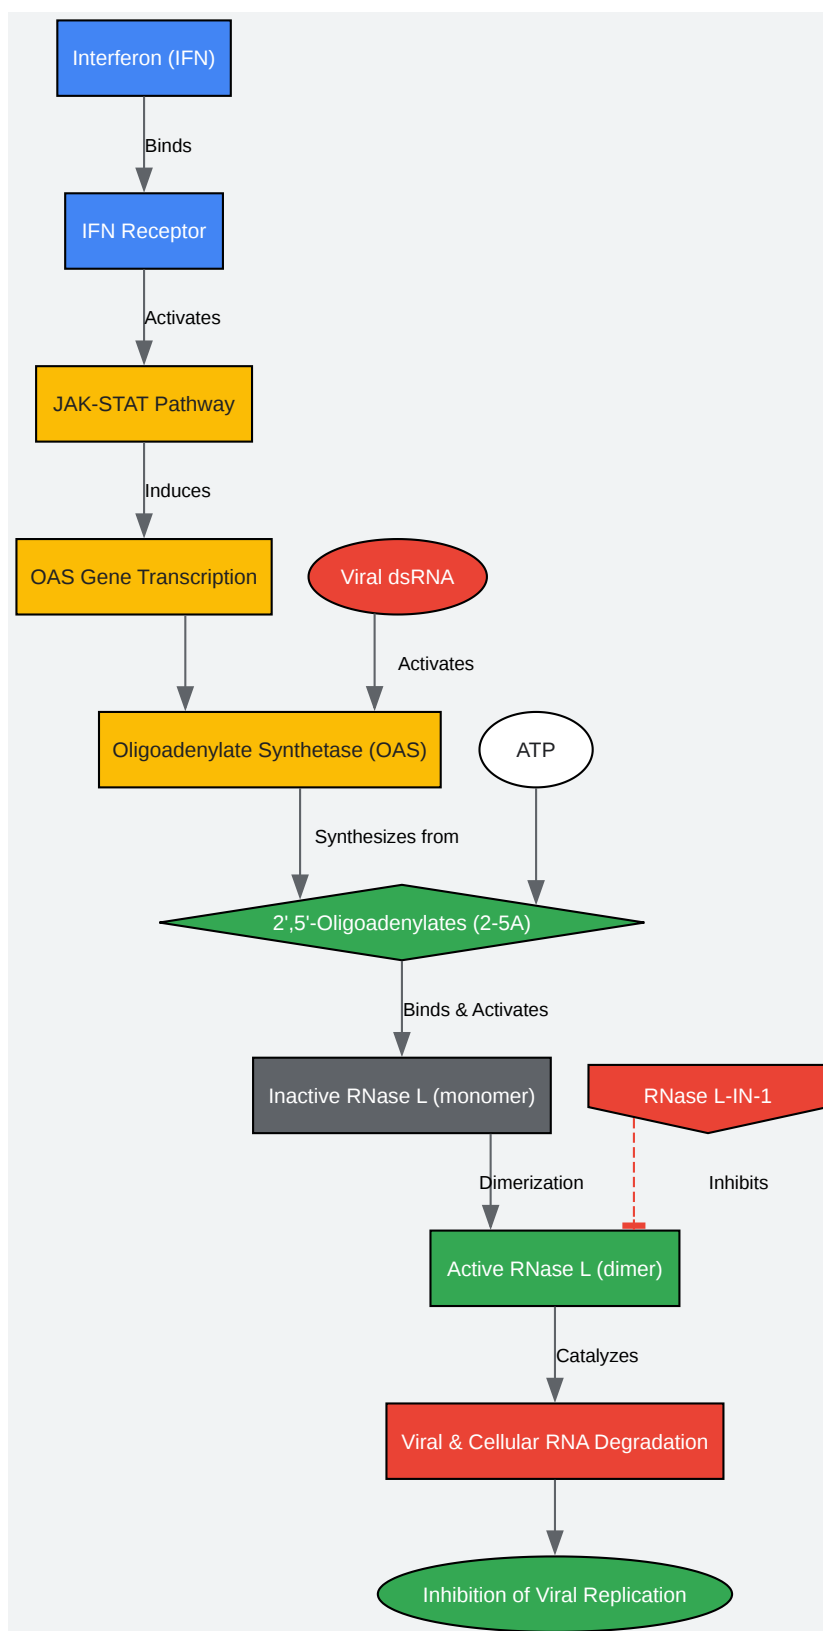 Interferon (IFN)
Binds
IFN Receptor
Activates
JAK-STAT Pathway
Induces
OAS Gene Transcription
Viral dsRNA
Activates
Oligoadenylate Synthetase (OAS)
ATP
Synthesizes from
2',5'-Oligoadenylates (2-5A)
Binds & Activates
Inactive RNase L (monomer)
RNase L-IN-1
Dimerization
Inhibits
Active RNase L (dimer)
Catalyzes
Viral & Cellular RNA Degradation
Inhibition of Viral Replication